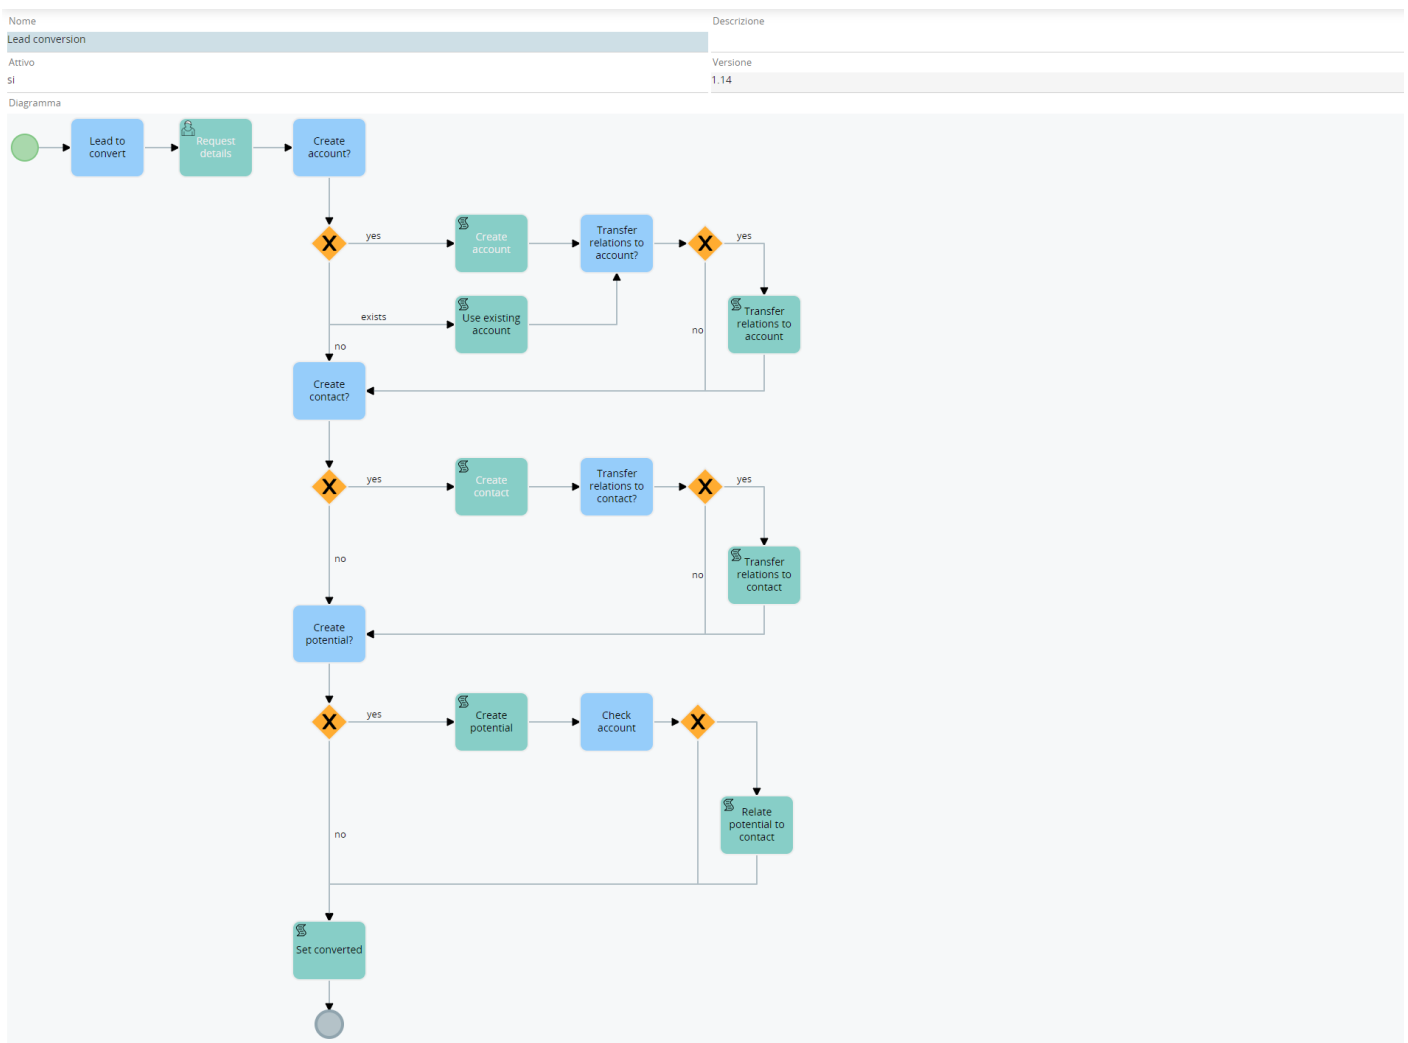 Nome
Descrizione
Lead conversion
Attivo
Versione
si
1.14
Diagramma
Lead to
convert
Request
details
Create
account?
yes
Create
account
Transfer
relations to
account?
yes
exists
Use existing
account
no
Transfer
relations to
account
no
Create
contact?
yes
Create
contact
Transfer
relations to
contact?
yes
no
no
Transfer
relations to
contact
Create
potential?
yes
Create
potential
Check
account
Relate
potential to
contact
no
Set converted